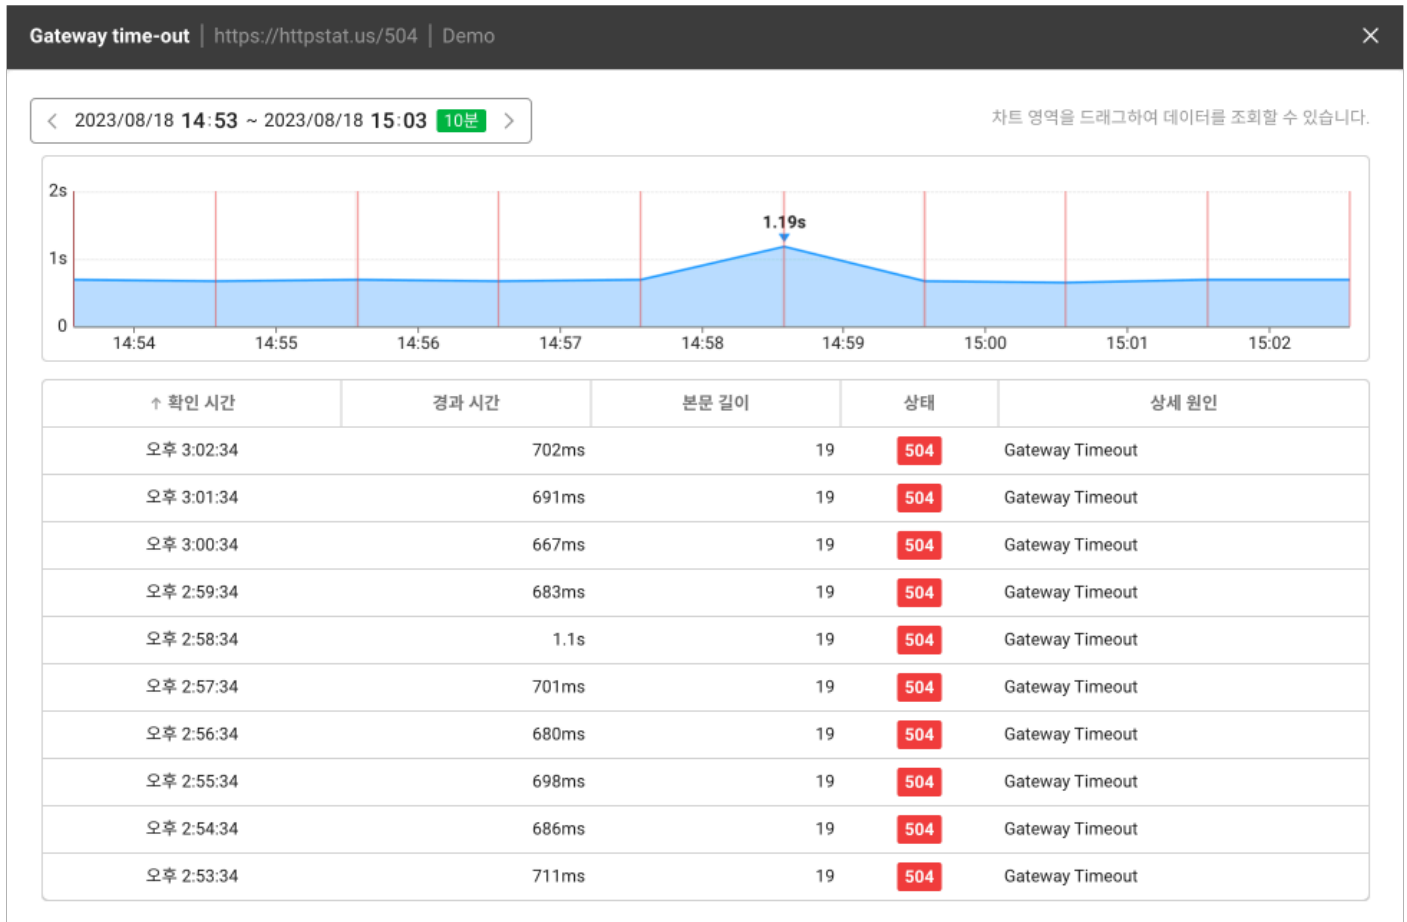 Gateway time-out | https://httpstat.us/504 | Demo
2023/08/18 14:53 ~ 2023/08/18 15:03 10분
차트 영역을 드래그하여 데이터를 조회할 수 있습니다.
2s
1.19s
1s
0
14:54 14:55 14:56 14:57 14:58 14:59 15:00 15:01 15:02
↑ 확인 시간 경과 시간 본문 길이 상태 상세 원인
오후 3:02:34 702ms 19 504 Gateway Timeout
오후 3:01:34 691ms 19 504 Gateway Timeout
오후 3:00:34 667ms 19 504 Gateway Timeout
오후 2:59:34 683ms 19 504 Gateway Timeout
오후 2:58:34 1.1s 19 504 Gateway Timeout
오후 2:57:34 701ms 19 504 Gateway Timeout
오후 2:56:34 680ms 19 504 Gateway Timeout
오후 2:55:34 698ms 19 504 Gateway Timeout
오후 2:54:34 686ms 19 504 Gateway Timeout
오후 2:53:34 711ms 19 504 Gateway Timeout